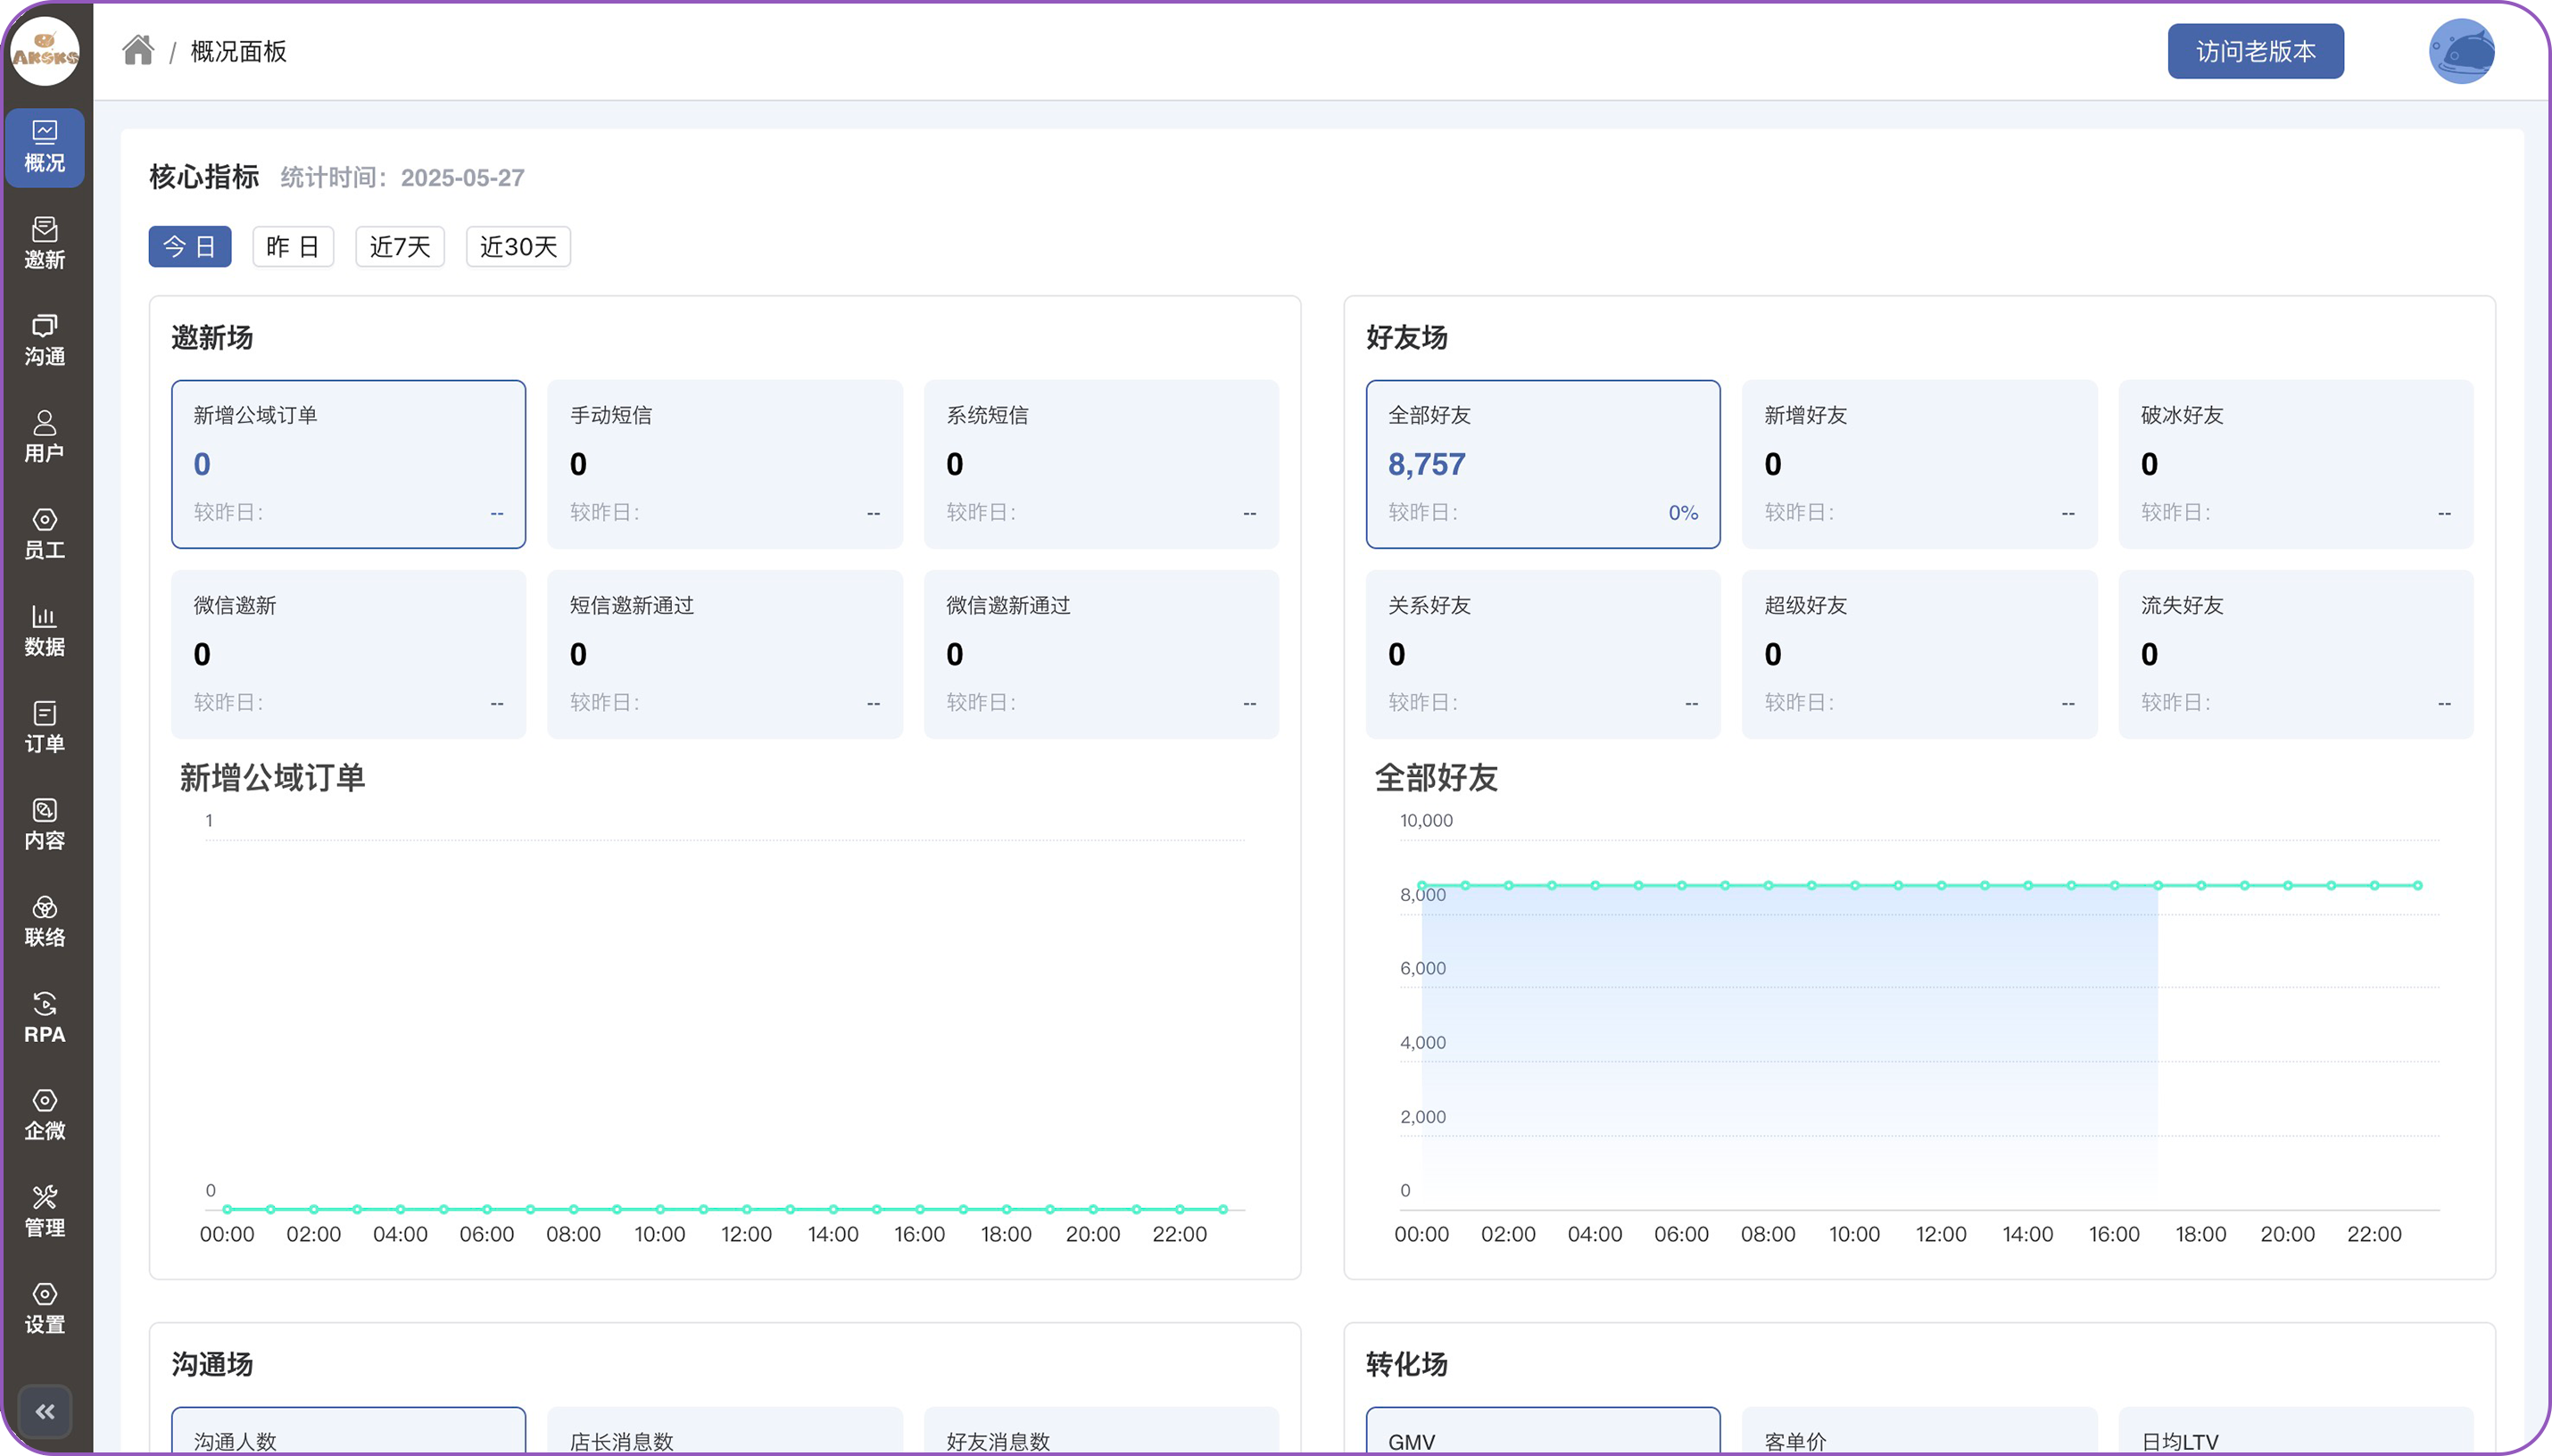 AKSKS
/ 概况面板
访问老版本
概况
邀新
沟通
用户
员工
数据
订单
内容
联络
RPA
企微
管理
设置
核心指标 统计时间：2025-05-27
今日 昨日 近7天 近30天
邀新场
新增公域订单 手动短信 系统短信
0 0 0
较昨日： -- 较昨日： -- 较昨日： --
微信邀新 短信邀新通过 微信邀新通过
0 0 0
较昨日： -- 较昨日： -- 较昨日： --
新增公域订单
1
0
00:00 02:00 04:00 06:00 08:00 10:00 12:00 14:00 16:00 18:00 20:00 22:00
好友场
全部好友 新增好友 破冰好友
8,757 0 0
较昨日： 0% 较昨日： -- 较昨日： --
关系好友 超级好友 流失好友
0 0 0
较昨日： -- 较昨日： -- 较昨日： --
全部好友
10,000
8,000
6,000
4,000
2,000
0
00:00 02:00 04:00 06:00 08:00 10:00 12:00 14:00 16:00 18:00 20:00 22:00
沟通场
沟通人数 店长消息数 好友消息数
转化场
GMV 客单价 日均LTV